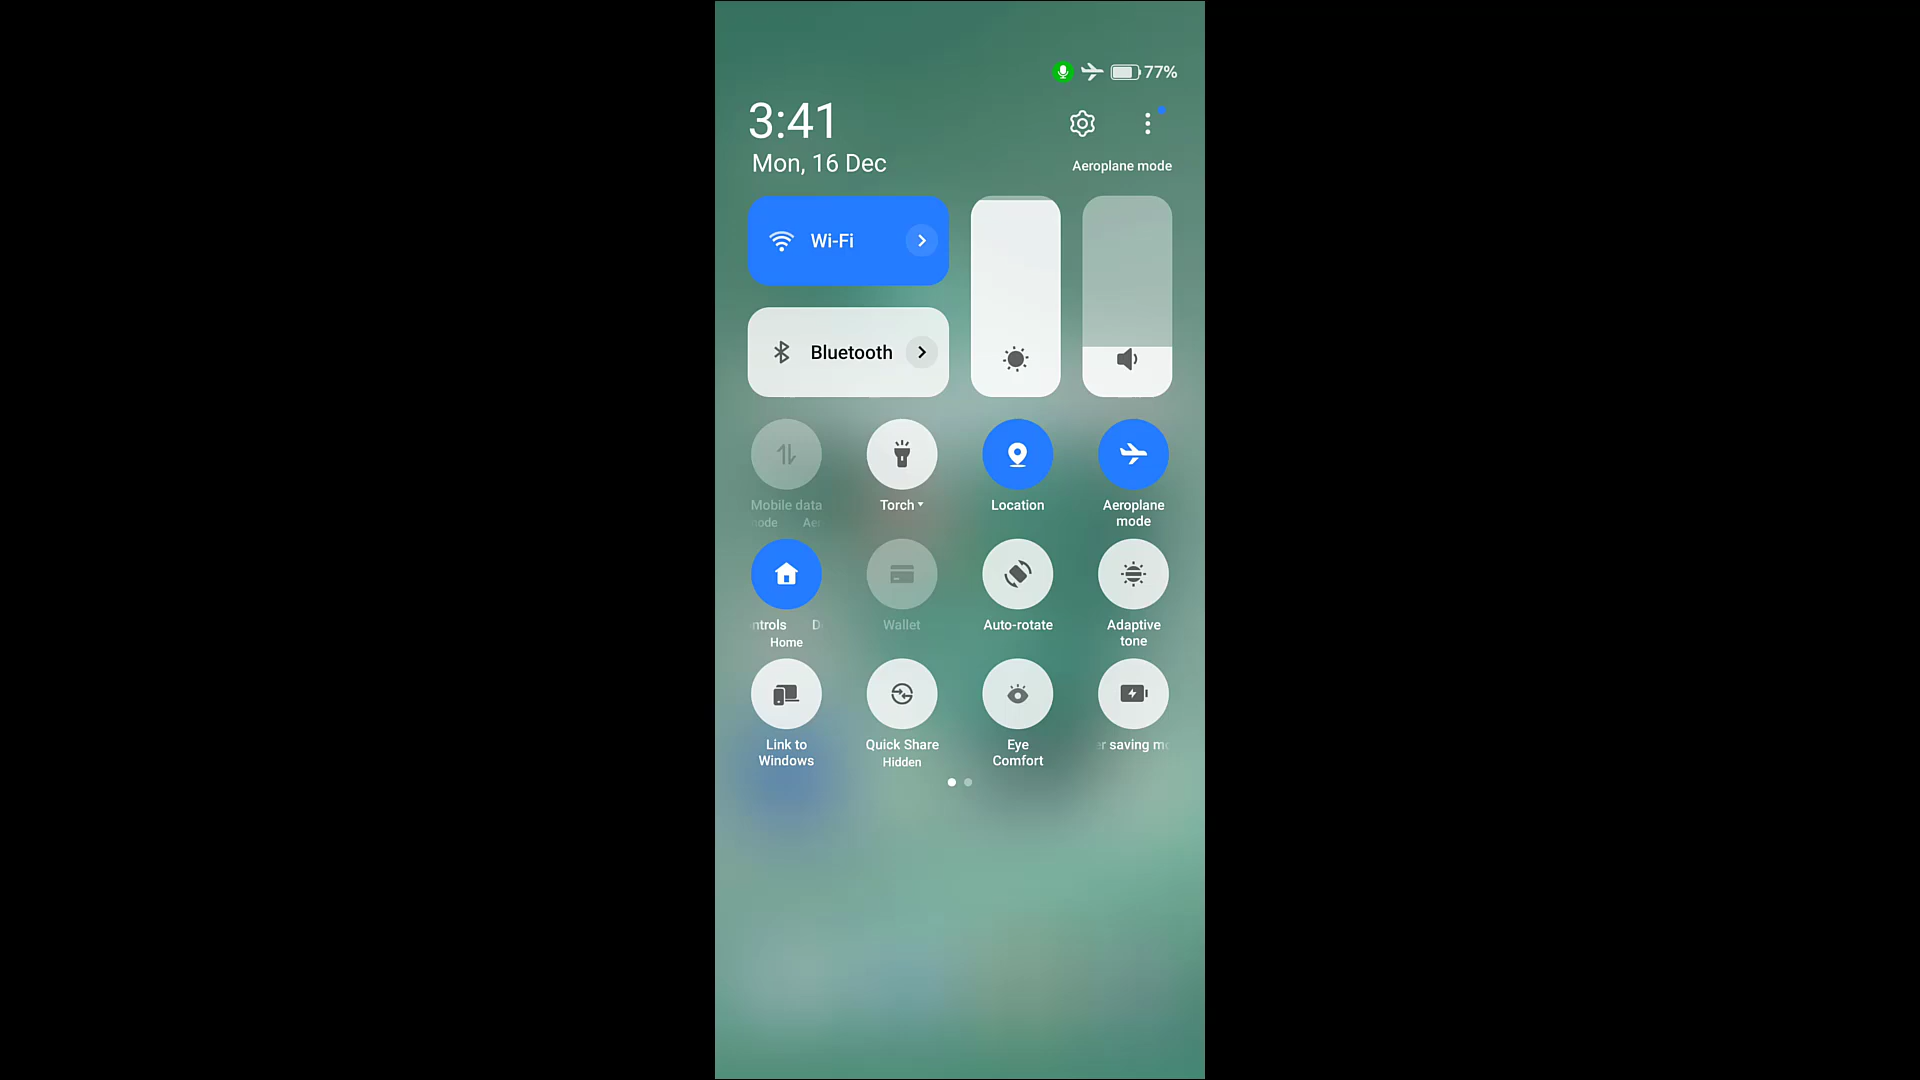 77%
3:41
Mon, 16 Dec
Aeroplane mode
Wi-Fi
Bluetooth
Mobile data
Torch
Location
Aeroplane
mode
Home
Wallet
Auto-rotate
Adaptive
tone
Link to
Windows
Quick Share
Hidden
Eye
Comfort
saving